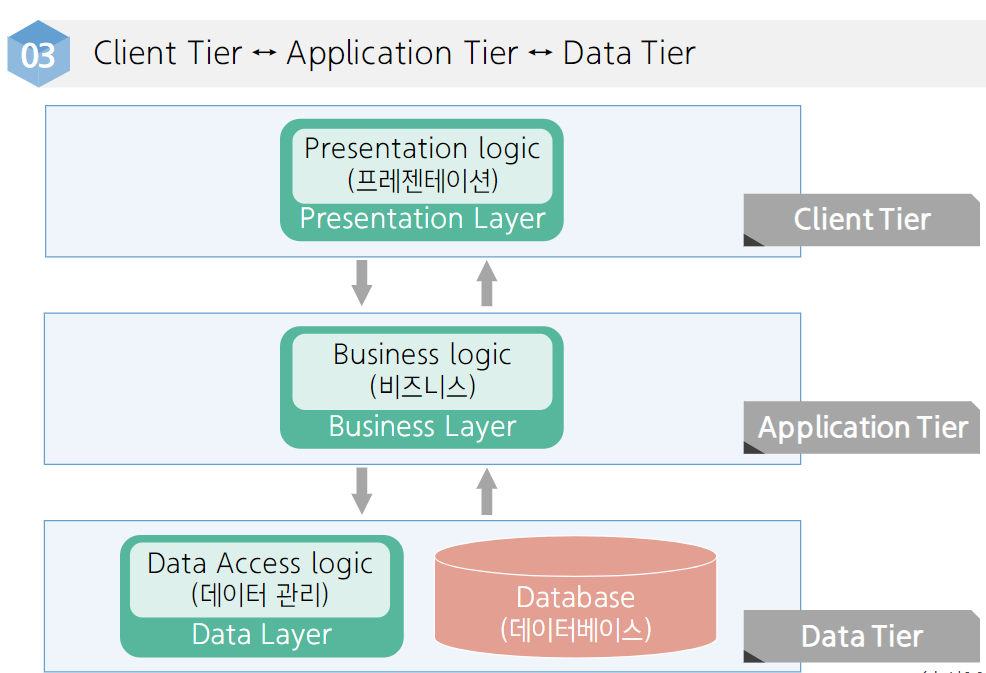 03
Client Tier ↔ Application Tier ↔ Data Tier
Presentation logic
(프레젠테이션)
Presentation Layer
Client Tier
Business logic
(비즈니스)
Business Layer
Application Tier
Data Access logic
(데이터 관리)
Data Layer
Database
(데이터베이스)
Data Tier